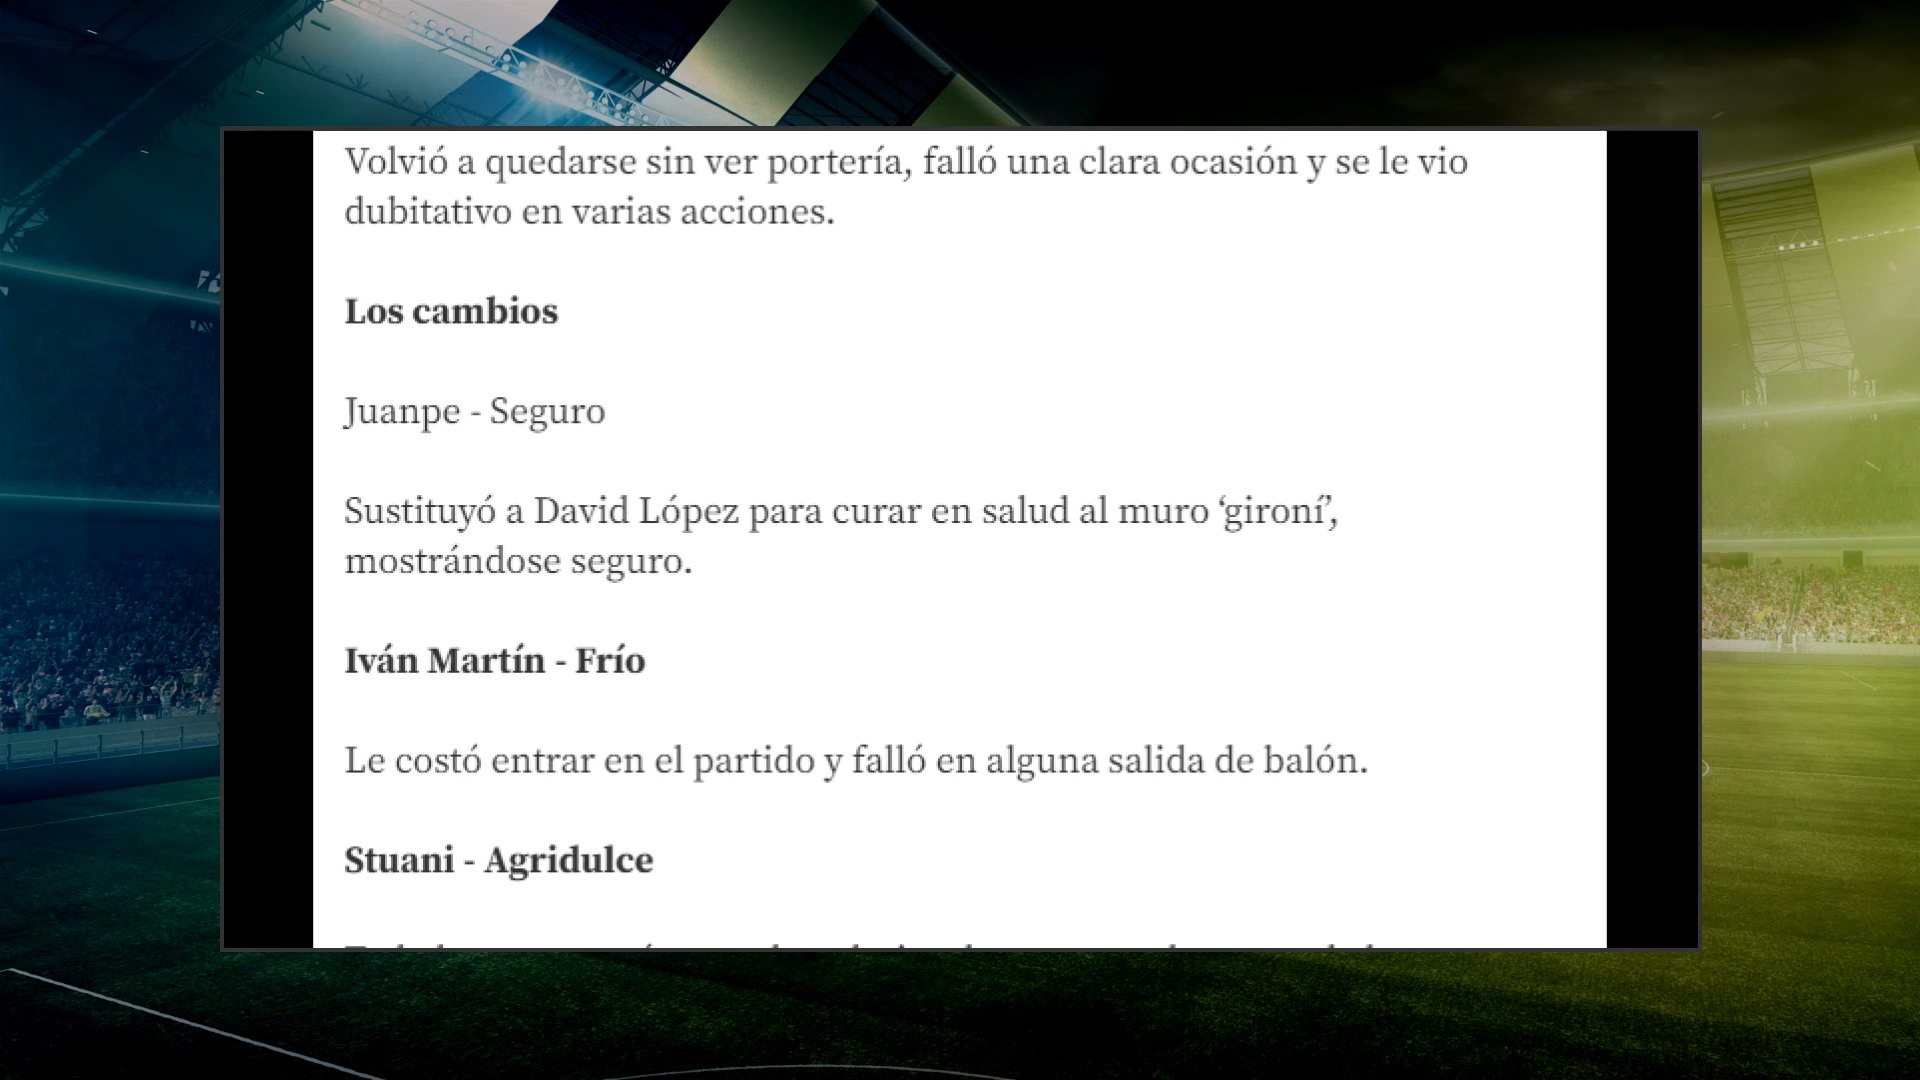 Volvió a quedarse sin ver portería, falló una clara ocasión y se le vio
dubitativo en varias acciones.
Los cambios
Juanpe - Seguro
Sustituyó a David López para curar en salud al muro ‘gironí’,
mostrándose seguro.
Iván Martín - Frío
Le costó entrar en el partido y falló en alguna salida de balón.
Stuani - Agridulce